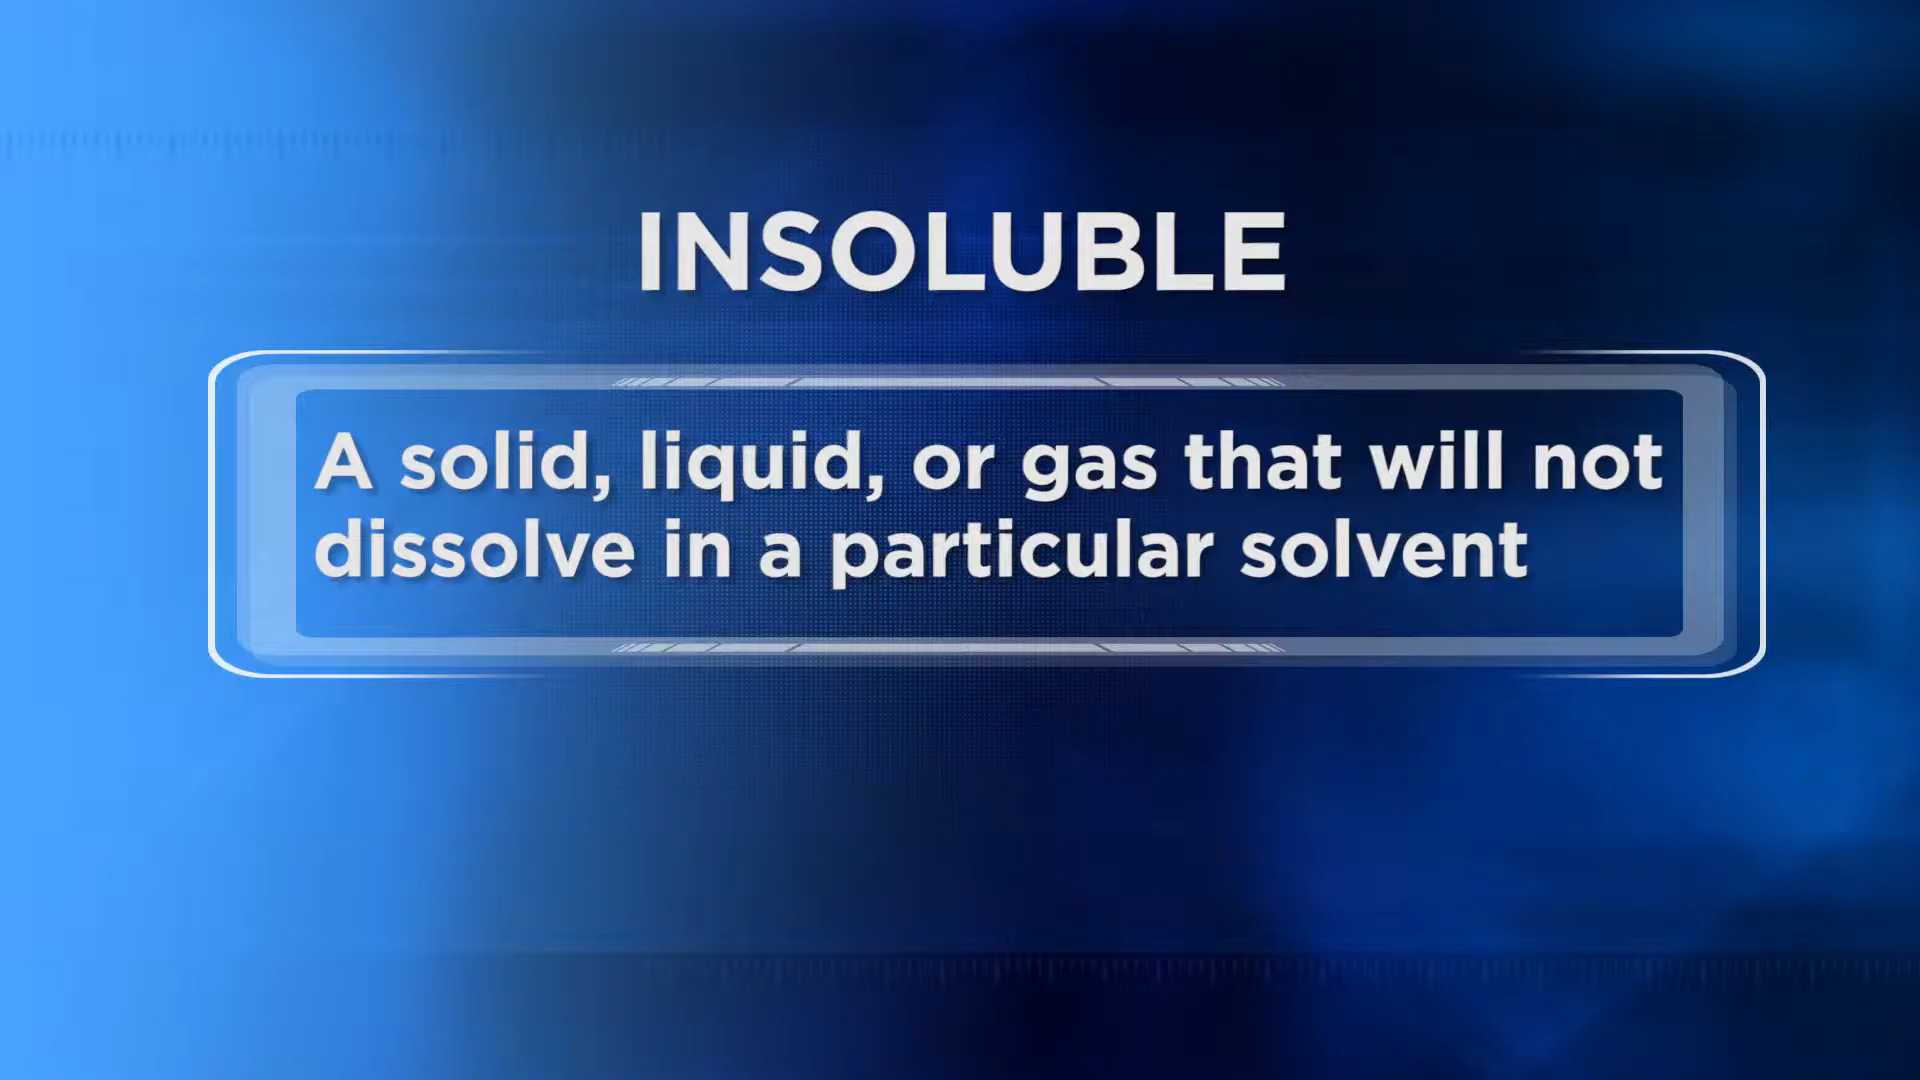 INSOLUBLE
A solid, liquid, or gas that will not
dissolve in a particular solvent